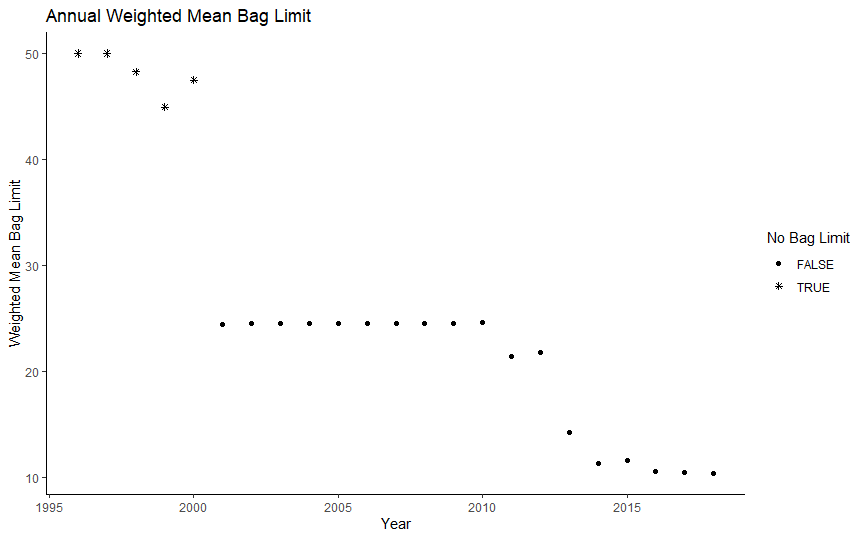 Annual Weighted Mean Bag Limit
Weighted Mean Bag Limit
50
40
30
20
10
1995
2000
2005
2010
2015
Year
No Bag Limit
FALSE
TRUE